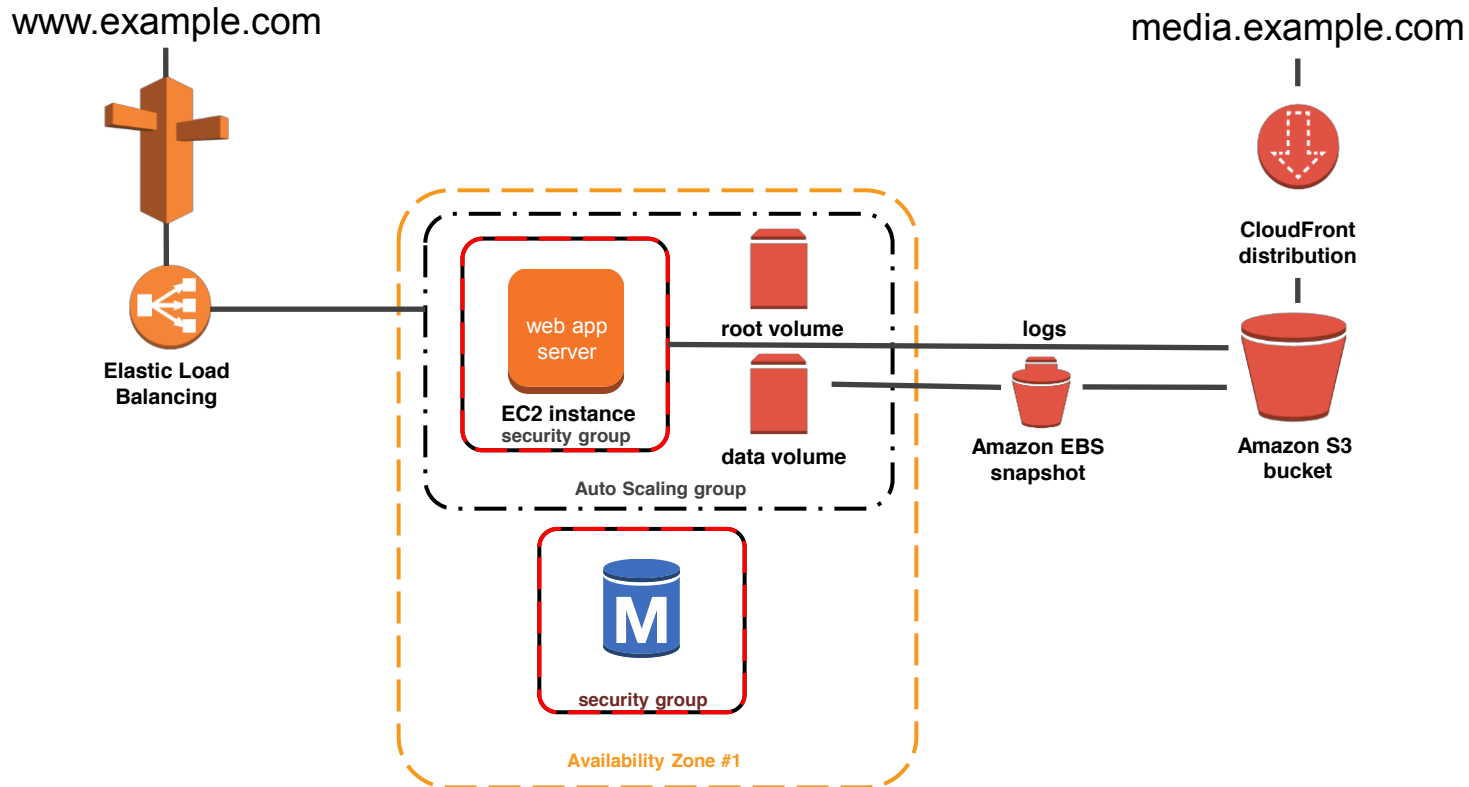 www.example.com
media.example.com
CloudFront
distribution
web app
server
root volume
logs
Elastic Load
Balancing
EC2 instance
security group
data volume
Amazon EBS
snapshot
Amazon S3
bucket
Auto Scaling group
M
security group
Availability Zone #1